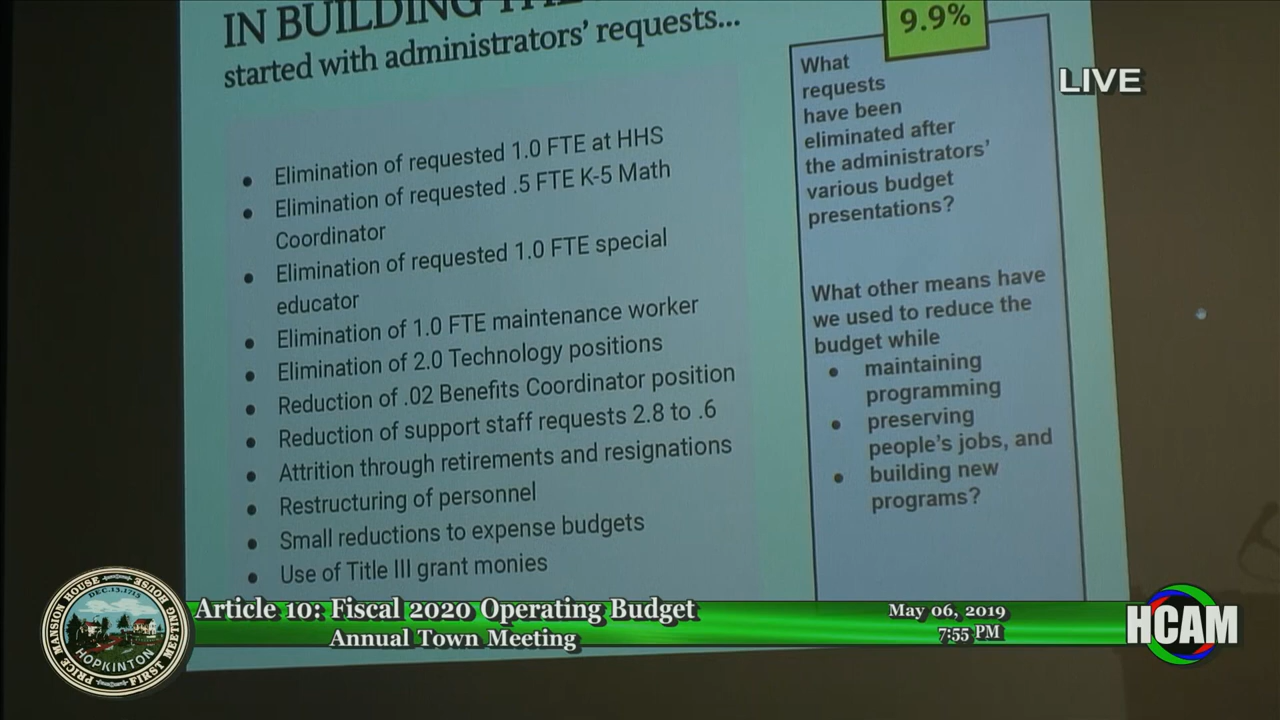 IN BUILDING THE
started with administrators' requests...
9.9%
LIVE
• Elimination of requested 1.0 FTE at HHS
• Elimination of requested .5 FTE K-5 Math
Coordinator
• Elimination of requested 1.0 FTE special
educator
• Elimination of 1.0 FTE maintenance worker
• Elimination of 2.0 Technology positions
• Reduction of .02 Benefits Coordinator position
• Reduction of support staff requests 2.8 to .6
• Attrition through retirements and resignations
• Restructuring of personnel
• Small reductions to expense budgets
• Use of Title III grant monies
What
requests
have been
eliminated after
the administrators'
various budget
presentations?
What other means have
we used to reduce the
budget while
• maintaining
programming
• preserving
people's jobs, and
• building new
programs?
PRICE MANSION HOUSE
FIRST MEETING HOUSE
DEC.13.1715
HOPKINTON
Article 10: Fiscal 2020 Operating Budget
Annual Town Meeting
May 06, 2019
7:55 PM
HCAM